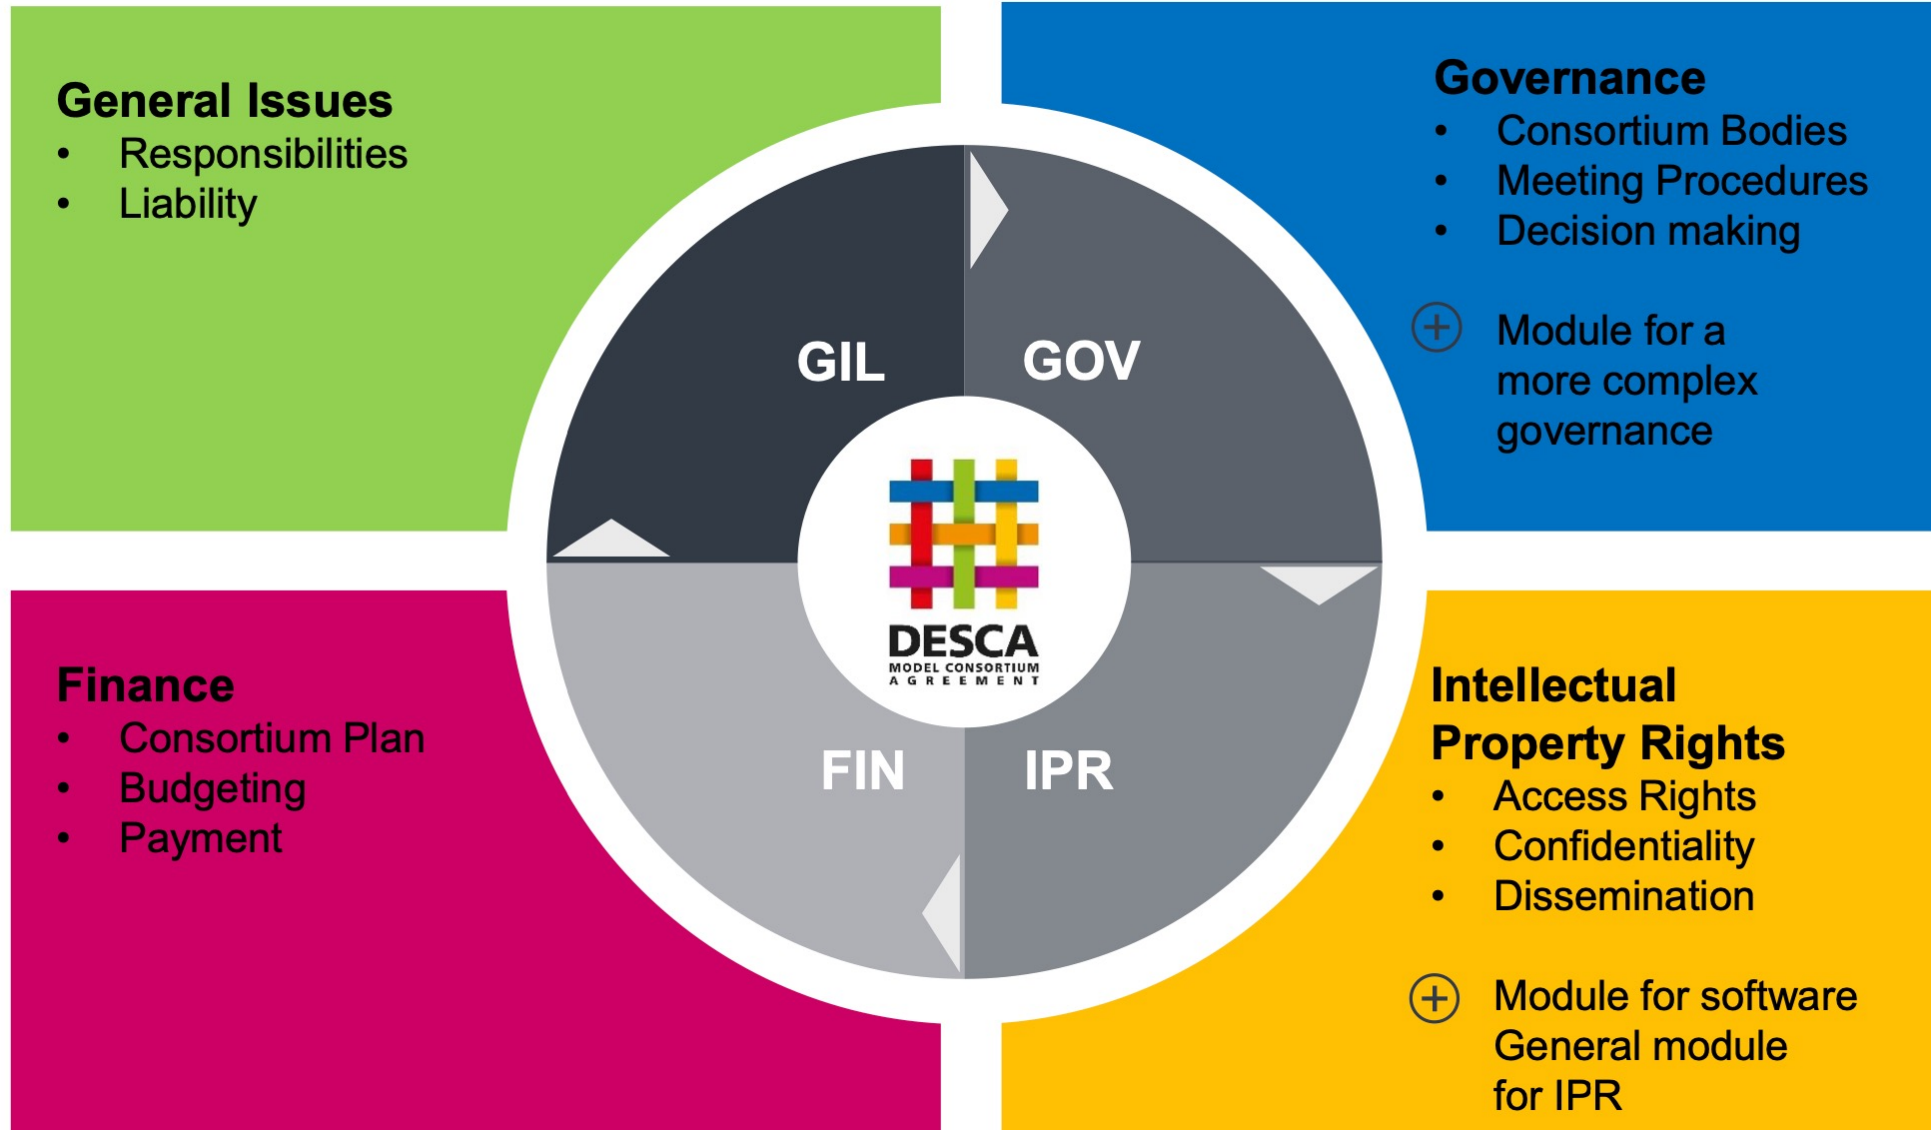 General Issues
• Responsibilities
• Liability
Governance
• Consortium Bodies
• Meeting Procedures
• Decision making
+ Module for a
more complex
governance
GIL
GOV
DESCA
MODEL CONSORTIUM
AGREEMENT
FIN
IPR
Finance
• Consortium Plan
• Budgeting
• Payment
Intellectual
Property Rights
• Access Rights
• Confidentiality
• Dissemination
+ Module for software
General module
for IPR